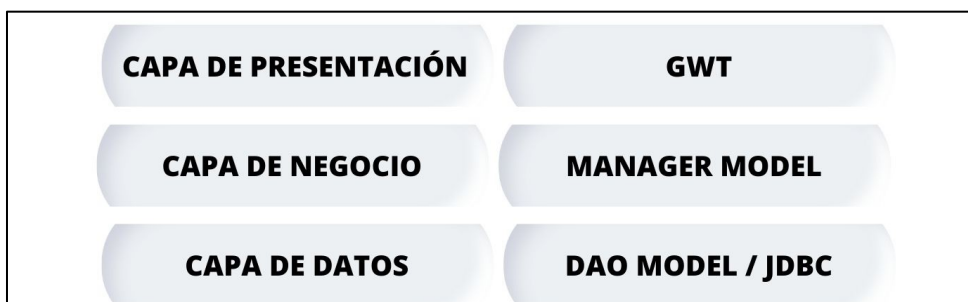 CAPA DE PRESENTACIÓN GWT
CAPA DE NEGOCIO MANAGER MODEL
CAPA DE DATOS DAO MODEL / JDBC